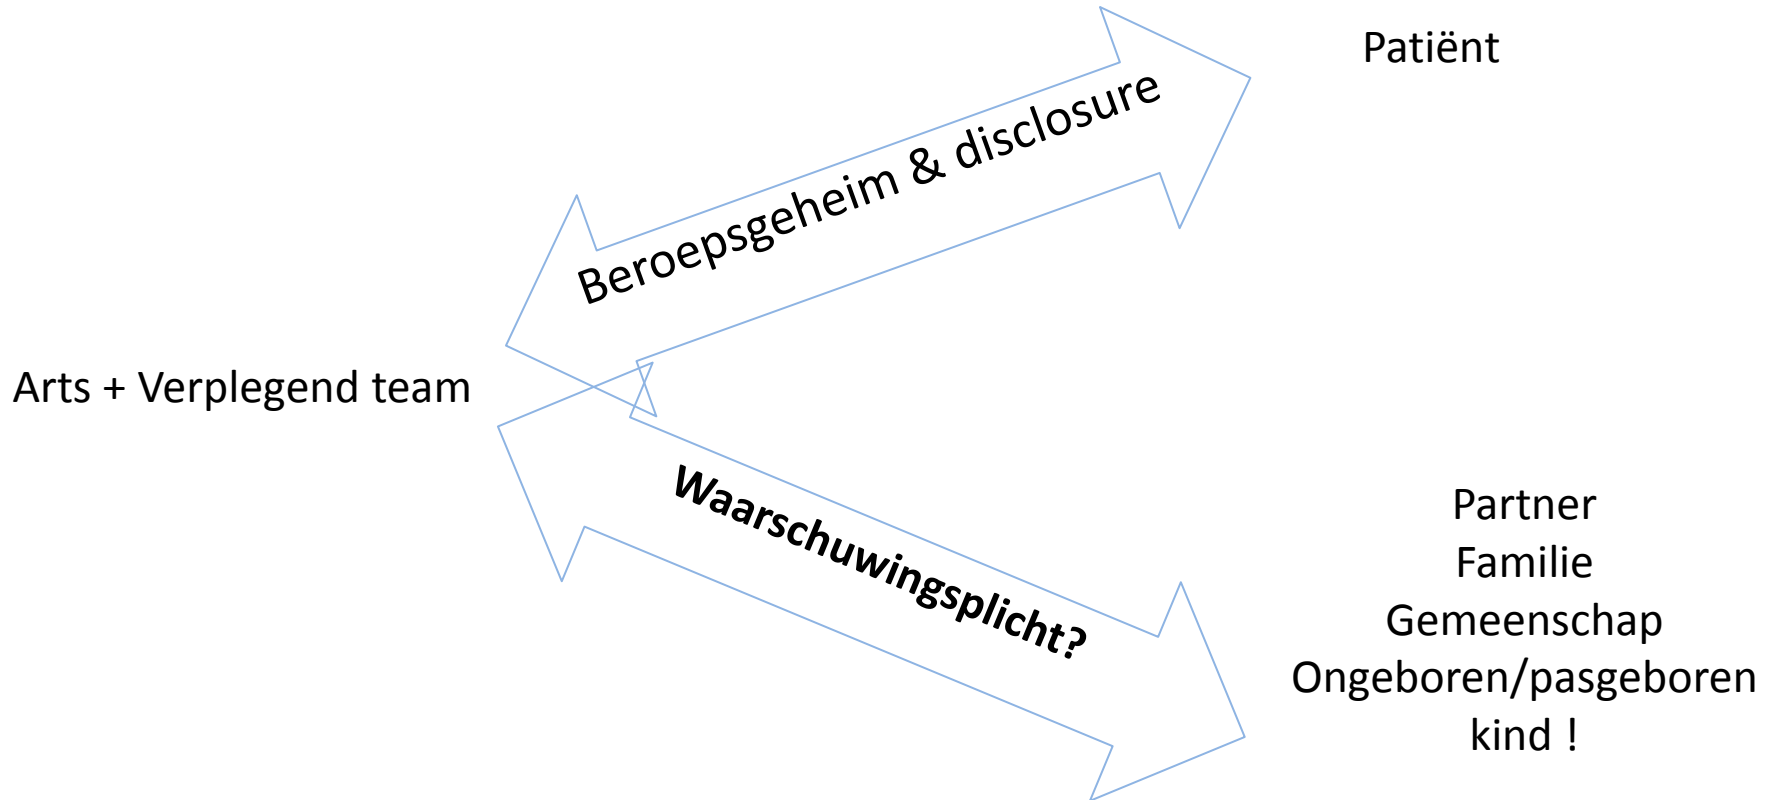 Patiënt
Beroepsgeheim & disclosure
Arts + Verplegend team
Waarschuwingsplicht?
Partner
Familie
Gemeenschap
Ongeboren/pasgeboren
kind !